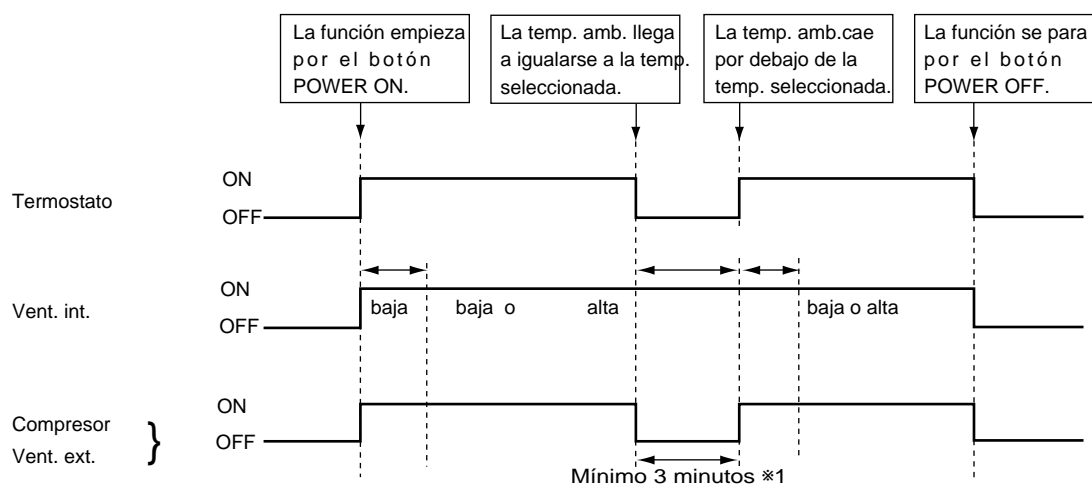 La función empieza
por el botón
POWER ON.
La temp. amb. llega
a igualarse a la temp.
seleccionada.
La temp. amb.cae
por debajo de la
temp. seleccionada.
La función se para
por el botón
POWER OFF.
Termostato
ON
OFF
Vent. int.
ON
OFF
baja
baja o alta
baja o alta
Compresor
Vent. ext.
ON
OFF
Mínimo 3 minutos ※1